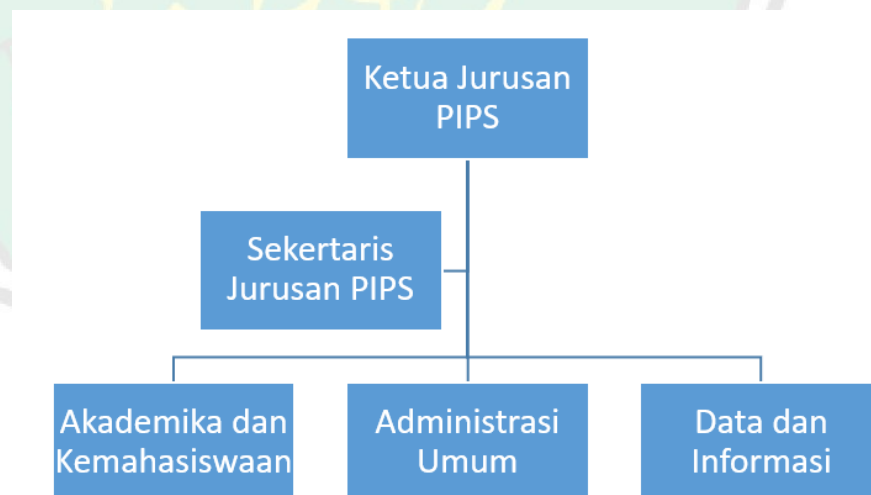 Ketua Jurusan
PIPS
Sekertaris
Jurusan PIPS
Akademika dan
Kemahasiswaan
Administrasi
Umum
Data dan
Informasi